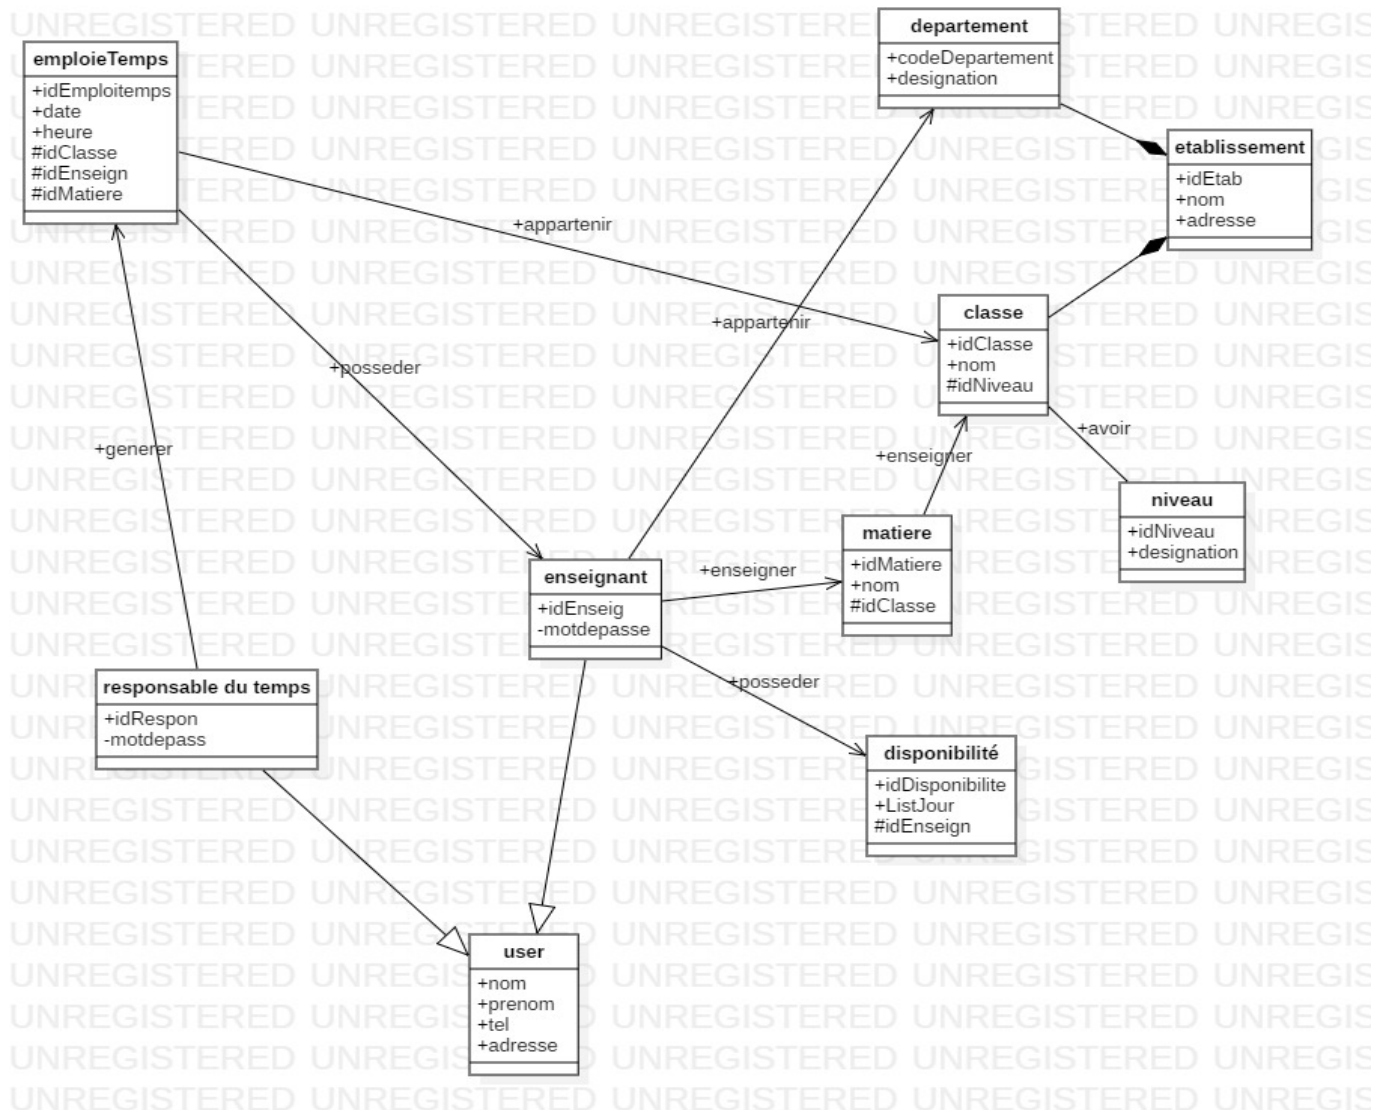 departement
+codeDepartement
+designation
emploieTemps
+idEmploitemps
+date
+heure
#idClasse
#idEnseign
#idMatiere
etablissement
+idEtab
+nom
+adresse
+appartenir
classe
+idClasse
+nom
#idNiveau
+appartenir
+posseder
+avoir
+generer
+enseigner
niveau
+idNiveau
+designation
matiere
+idMatiere
+nom
#idClasse
+enseigner
enseignant
+idEnseig
-motdepasse
responsable du temps
+idRespon
-motdepass
+posseder
disponibilité
+idDisponibilite
+ListJour
#idEnseign
user
+nom
+prenom
+tel
+adresse
UNREGISTERED